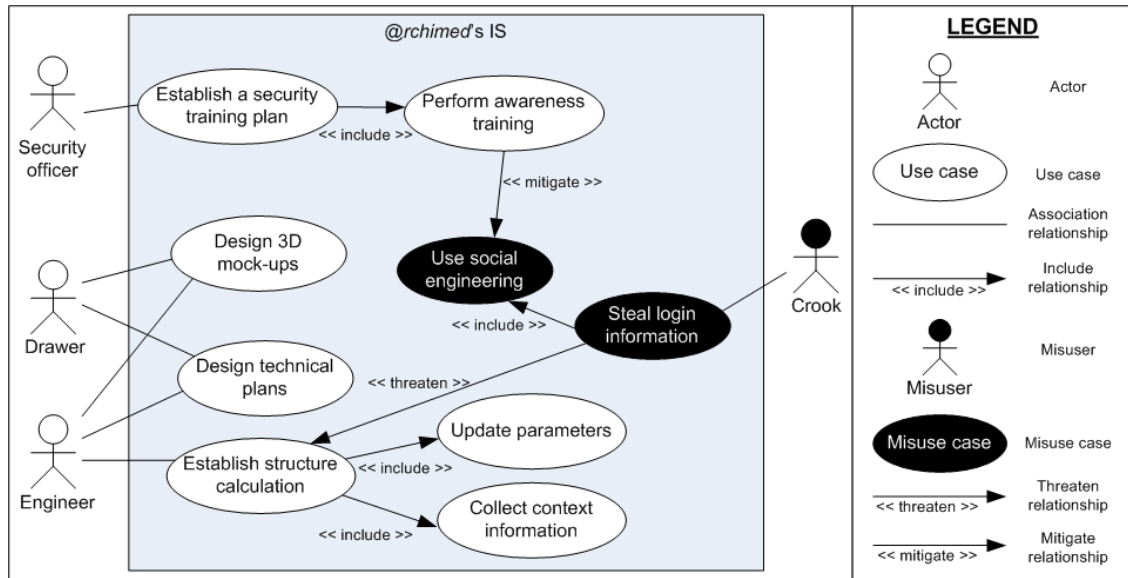 @rchimed's IS
Security
officer
Establish a security
training plan
<< include >>
Perform awareness
training
<< mitigate >>
Design 3D
mock-ups
Use social
engineering
Crook
Drawer
<< include >>
Steal login
information
Design technical
plans
<< threaten >>
Update parameters
Engineer
Establish structure
calculation
<< include >>
Collect context
information
<< include >>
LEGEND
Actor
Actor
Use case
Use case
Association
relationship
<< include >>
Include
relationship
Misuser
Misuser
Misuse case
Misuse case
<< threaten >>
Threaten
relationship
<< mitigate >>
Mitigate
relationship